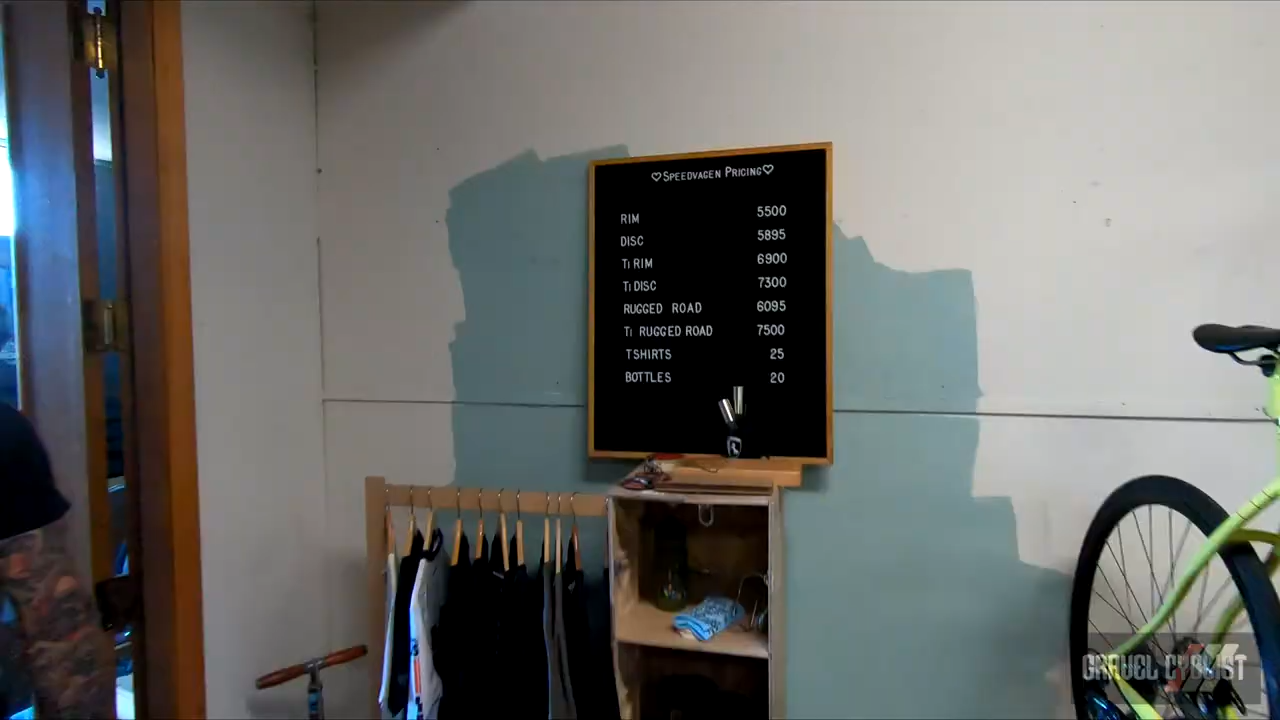 ♡SPEEDVAGEN PRICING♡
RIM 5500
DISC 5895
Ti RIM 6900
Ti DISC 7300
RUGGED ROAD 6095
Ti RUGGED ROAD 7500
TSHIRTS 25
BOTTLES 20
GRAVEL CYCLIST